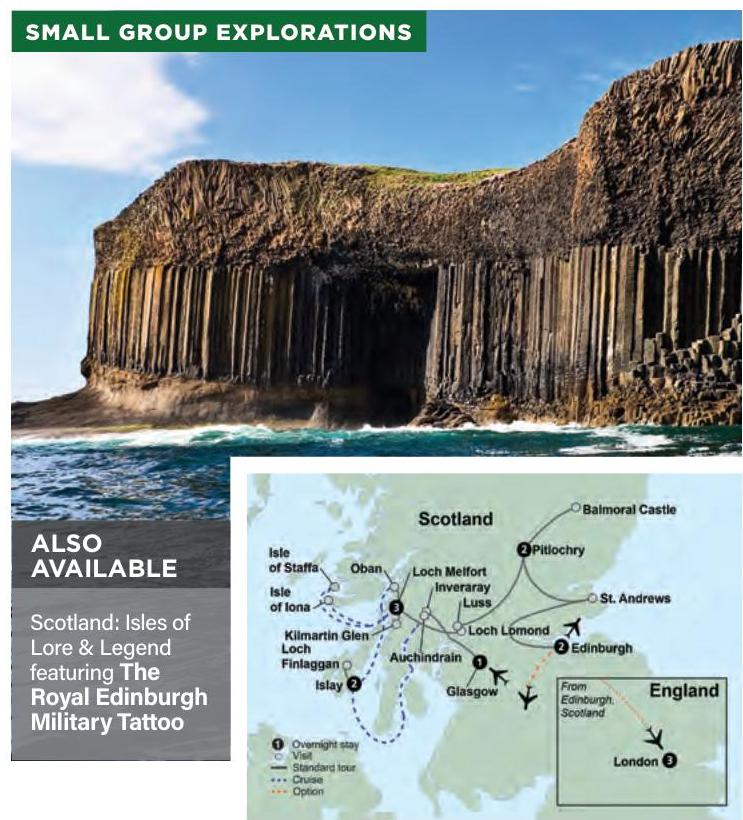 SMALL GROUP EXPLORATIONS
ALSO
AVAILABLE
Scotland: Isles of
Lore & Legend
featuring The
Royal Edinburgh
Military Tattoo
Scotland
Balmoral Castle
2 Pitlochry
Isle
of Staffa
Oban
Loch Melfort
Inveraray
Isle
of Iona
3
Luss
St. Andrews
Kilmartin Glen
Loch Lomond
Loch
Finlaggan
Auchindrain
2 Edinburgh
1
Islay 2
Glasgow
From
Edinburgh,
Scotland
England
London 3
1 Overnight stay
Visit
Standard tour
Cruise
Option